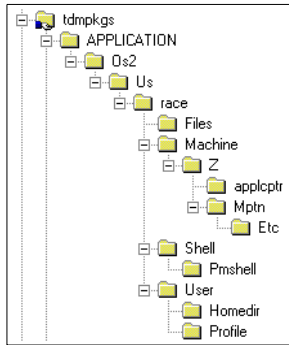 tdmpkgs
APPLICATION
Os2
Us
race
Files
Machine
Z
applcptr
Mptn
Etc
Shell
Pmshell
User
Homedir
Profile